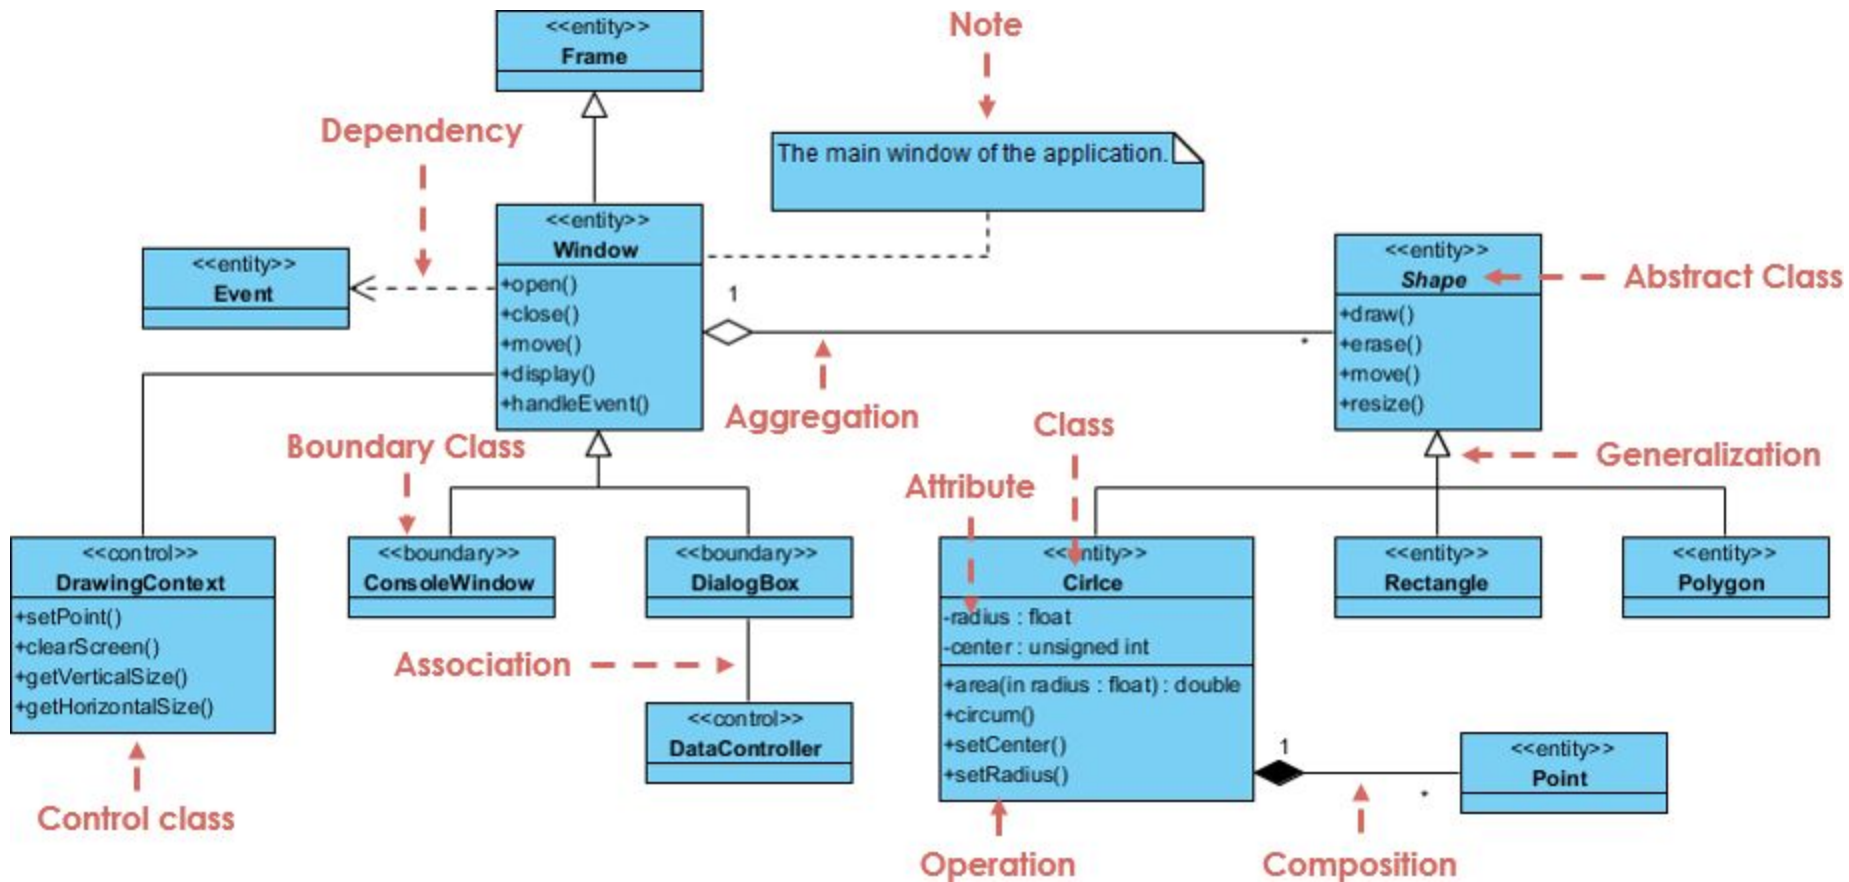 <<entity>>
Frame
Note
Dependency
The main window of the application.
<<entity>>
Window
+open()
+close()
+move()
+display()
+handleEvent()
<<entity>>
Event
1
*
Aggregation
<<entity>>
Shape
+draw()
+erase()
+move()
+resize()
Abstract Class
Generalization
Boundary Class
Class
Attribute
<<control>>
DrawingContext
+setPoint()
+clearScreen()
+getVerticalSize()
+getHorizontalSize()
Control class
<<boundary>>
ConsoleWindow
<<boundary>>
DialogBox
Association
<<control>>
DataController
<<entity>>
Cirlce
-radius : float
-center : unsigned int
+area(in radius : float) : double
+circum()
+setCenter()
+setRadius()
Operation
<<entity>>
Rectangle
<<entity>>
Polygon
1
*
<<entity>>
Point
Composition